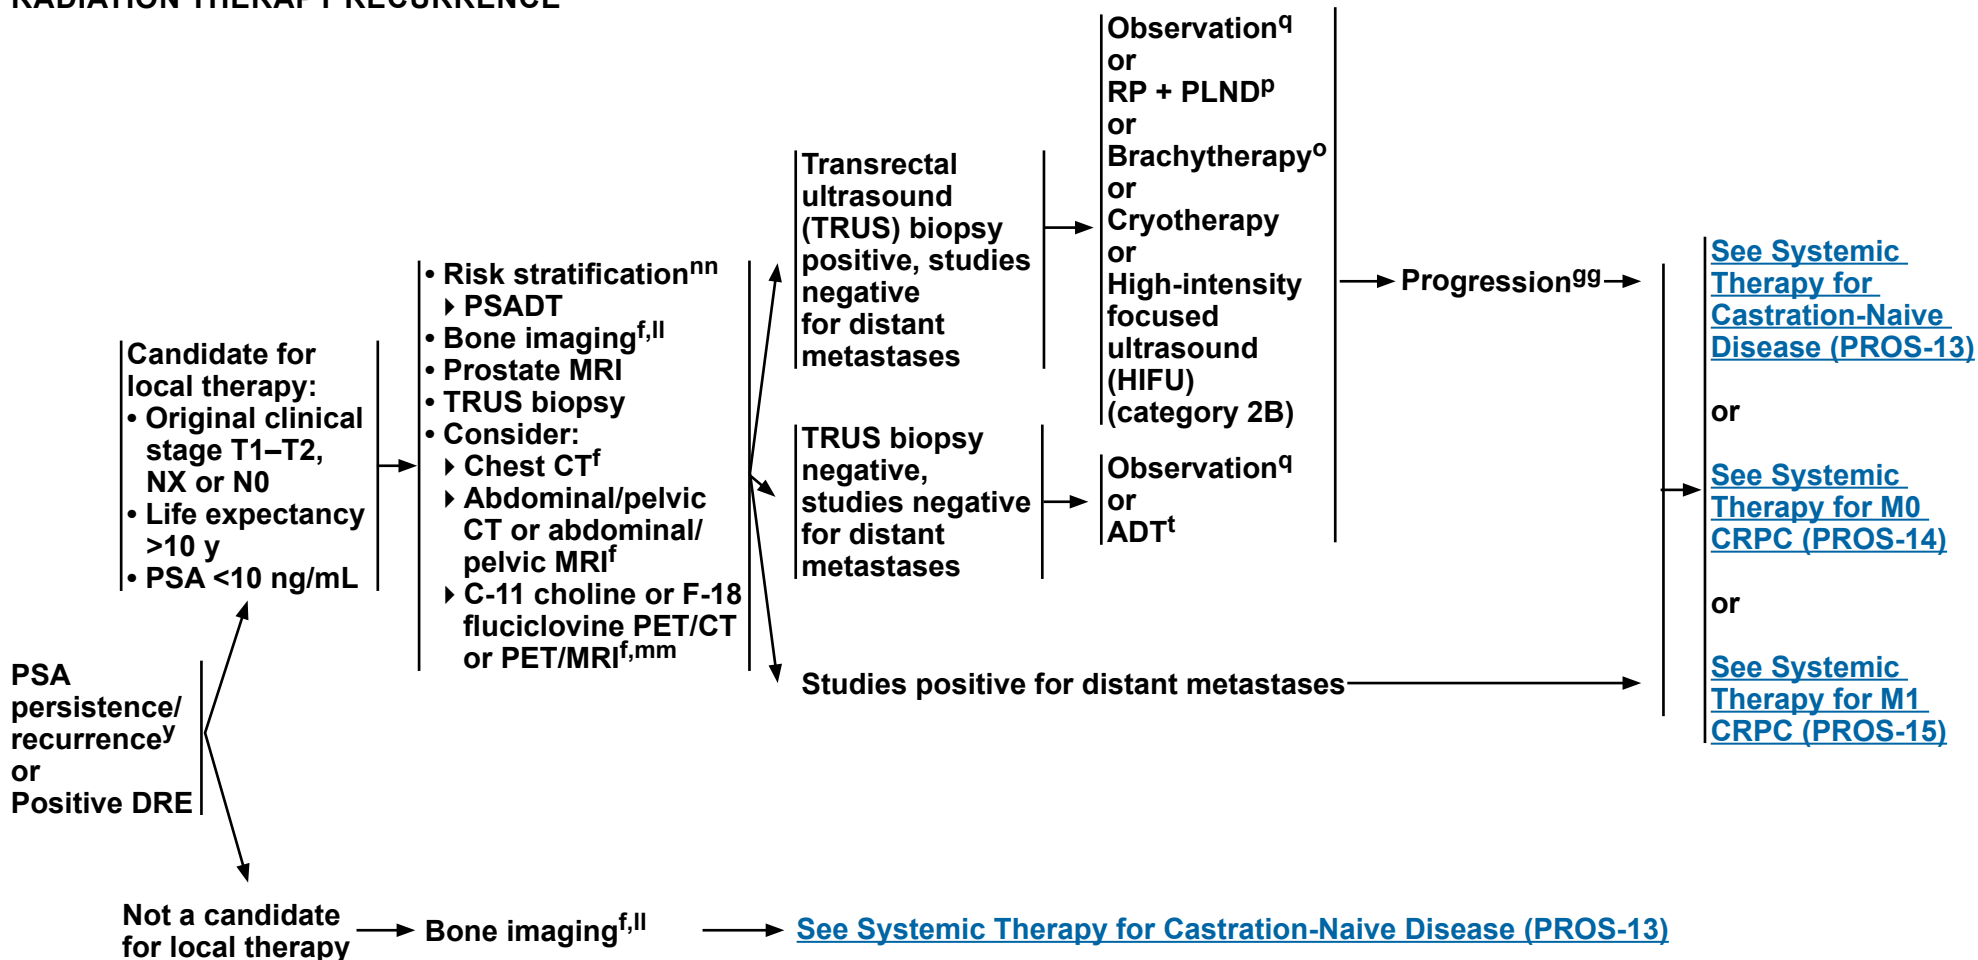 RADIATION THERAPY RECURRENCE
PSA
persistence/
recurrencey
or
Positive DRE
Candidate for
local therapy:
• Original clinical
stage T1–T2,
NX or N0
• Life expectancy
>10 y
• PSA <10 ng/mL
• Risk stratificationnn
▸ PSADT
• Bone imagingf,ll
• Prostate MRI
• TRUS biopsy
• Consider:
▸ Chest CTf
▸ Abdominal/pelvic
CT or abdominal/
pelvic MRIf
▸ C-11 choline or F-18
fluciclovine PET/CT
or PET/MRIf,mm
Transrectal
ultrasound
(TRUS) biopsy
positive, studies
negative
for distant
metastases
Observationq
or
RP + PLNDp
or
Brachytherapyo
or
Cryotherapy
or
High-intensity
focused
ultrasound
(HIFU)
(category 2B)
TRUS biopsy
negative,
studies negative
for distant
metastases
Observationq
or
ADTt
Studies positive for distant metastases
Progressiongg
See Systemic
Therapy for
Castration-Naive
Disease (PROS-13)
or
See Systemic
Therapy for M0
CRPC (PROS-14)
or
See Systemic
Therapy for M1
CRPC (PROS-15)
Not a candidate
for local therapy
Bone imagingf,ll
See Systemic Therapy for Castration-Naive Disease (PROS-13)